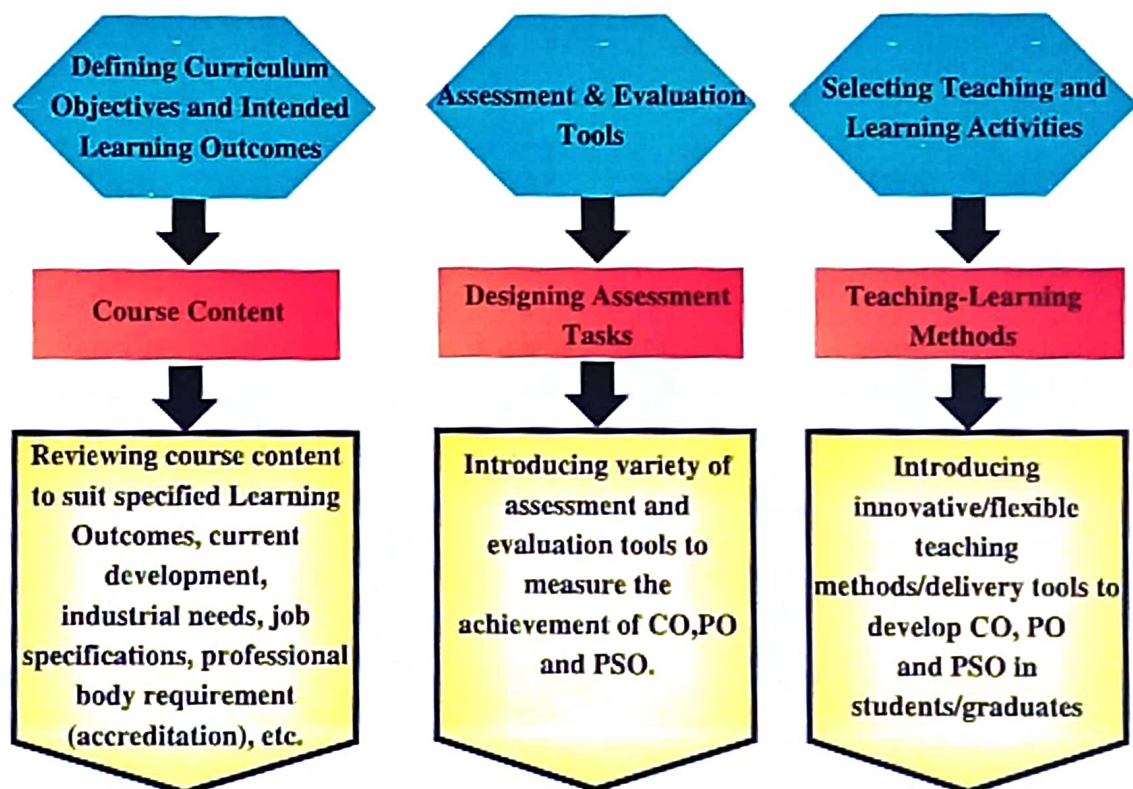 Defining Curriculum
Objectives and Intended
Learning Outcomes
Course Content
Reviewing course content
to suit specified Learning
Outcomes, current
development,
industrial needs, job
specifications, professional
body requirement
(accreditation), etc.
Assessment & Evaluation
Tools
Designing Assessment
Tasks
Introducing variety of
assessment and
evaluation tools to
measure the
achievement of CO,PO
and PSO.
Selecting Teaching and
Learning Activities
Teaching-Learning
Methods
Introducing
innovative/flexible
teaching
methods/delivery tools to
develop CO, PO
and PSO in
students/graduates